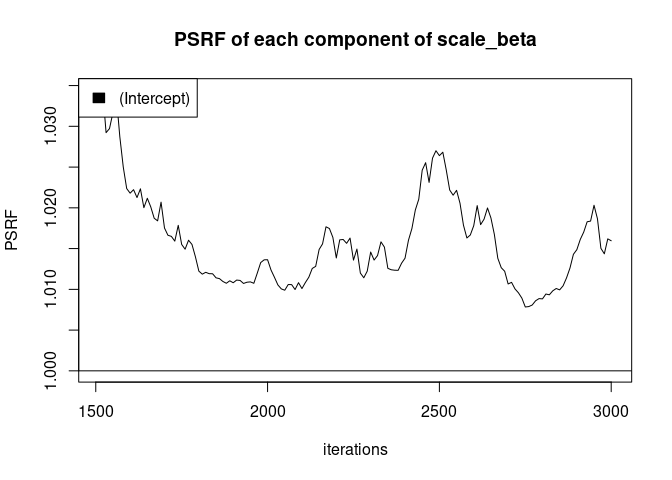 PSRF of each component of scale_beta
(Intercept)
PSRF
1.030
1.020
1.010
1.000
1500 2000 2500 3000
iterations